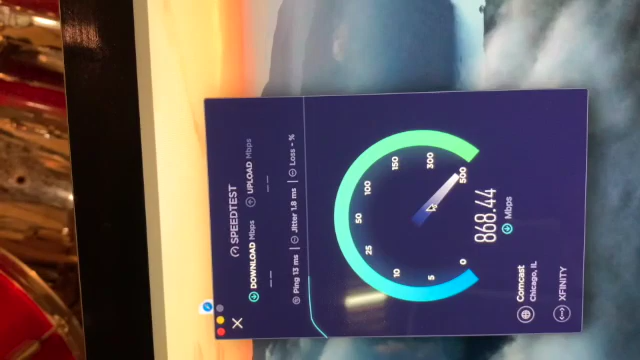 SPEEDTEST
DOWNLOAD Mbps
UPLOAD Mbps
— —
— —
Ping 13 ms | Jitter 1.8 ms | Loss - %
0
5
10
25
50
100
150
300
500
868.44
Mbps
Comcast
Chicago, IL
XFINITY